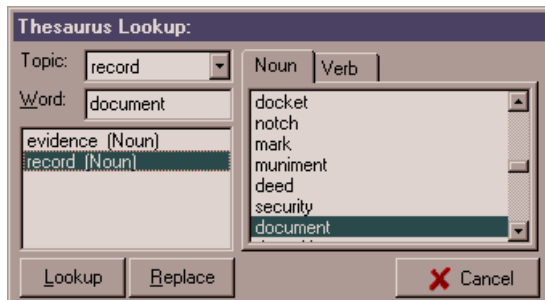 Thesaurus Lookup:
Topic:
record
Word:
document
evidence (Noun)
record (Noun)
Noun
Verb
docket
notch
mark
muniment
deed
security
document
Lookup
Replace
Cancel